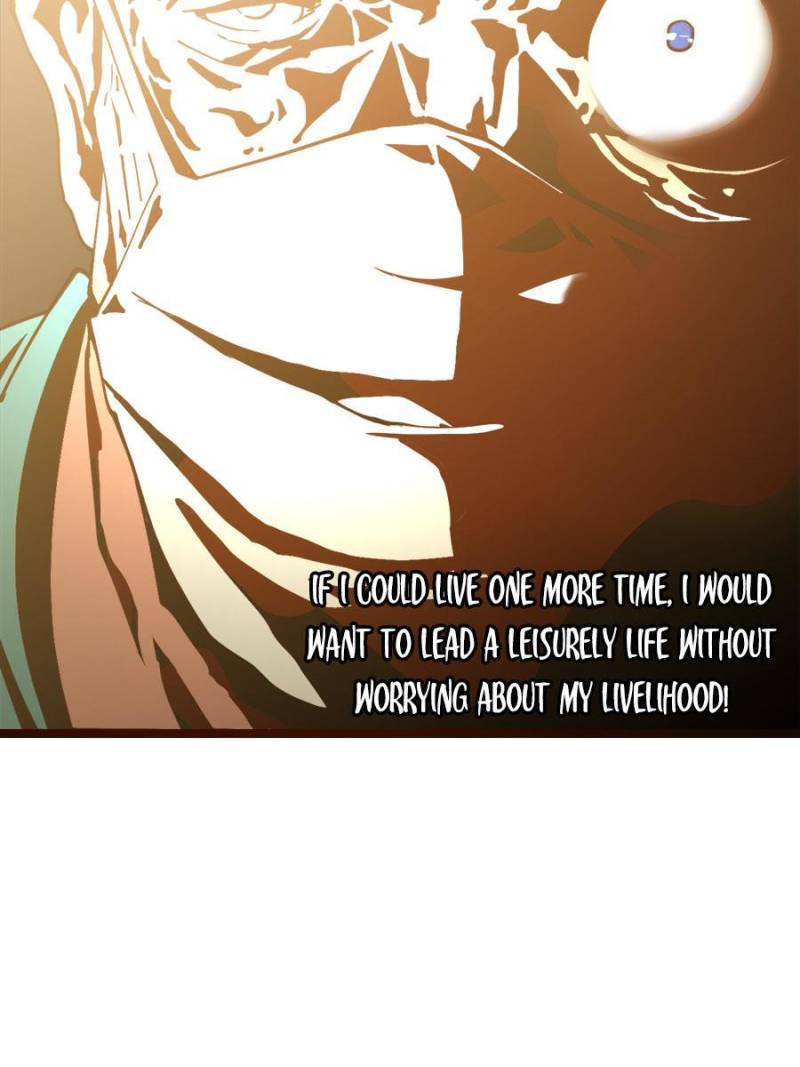 IF I COULD LIVE ONE MORE TIME, I WOULD
WANT TO LEAD A LEISURELY LIFE WITHOUT
WORRYING ABOUT MY LIVELIHOOD!